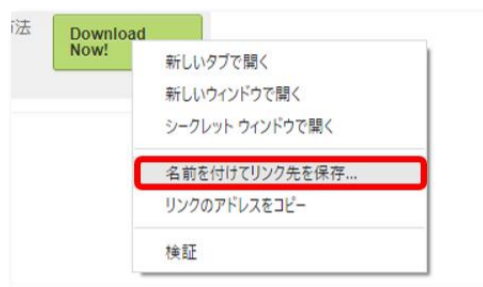 方法
Download
Now!
新しいタブで開く
新しいウィンドウで開く
シークレット ウィンドウで開く
名前を付けてリンク先を保存...
リンクのアドレスをコピー
検証